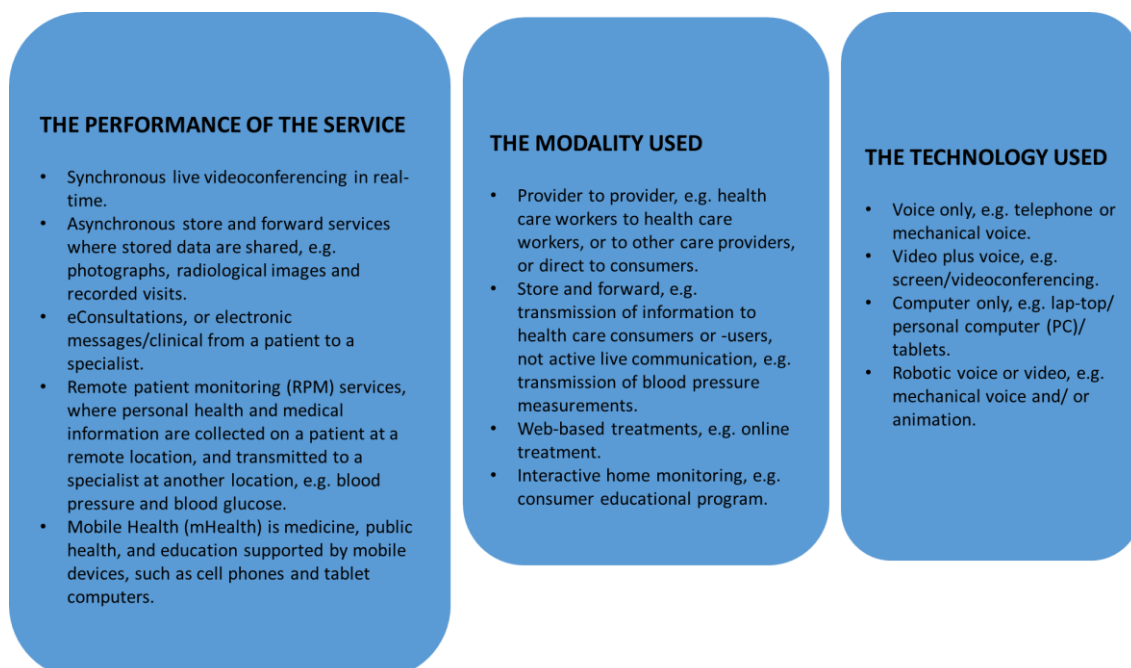 THE PERFORMANCE OF THE SERVICE
• Synchronous live videoconferencing in real-
time.
• Asynchronous store and forward services
where stored data are shared, e.g.
photographs, radiological images and
recorded visits.
• eConsultations, or electronic
messages/clinical from a patient to a
specialist.
• Remote patient monitoring (RPM) services,
where personal health and medical
information are collected on a patient at a
remote location, and transmitted to a
specialist at another location, e.g. blood
pressure and blood glucose.
• Mobile Health (mHealth) is medicine, public
health, and education supported by mobile
devices, such as cell phones and tablet
computers.
THE MODALITY USED
• Provider to provider, e.g. health
care workers to health care
workers, or to other care providers,
or direct to consumers.
• Store and forward, e.g.
transmission of information to
health care consumers or -users,
not active live communication, e.g.
transmission of blood pressure
measurements.
• Web-based treatments, e.g. online
treatment.
• Interactive home monitoring, e.g.
consumer educational program.
THE TECHNOLOGY USED
• Voice only, e.g. telephone or
mechanical voice.
• Video plus voice, e.g.
screen/videoconferencing.
• Computer only, e.g. lap-top/
personal computer (PC)/
tablets.
• Robotic voice or video, e.g.
mechanical voice and/ or
animation.